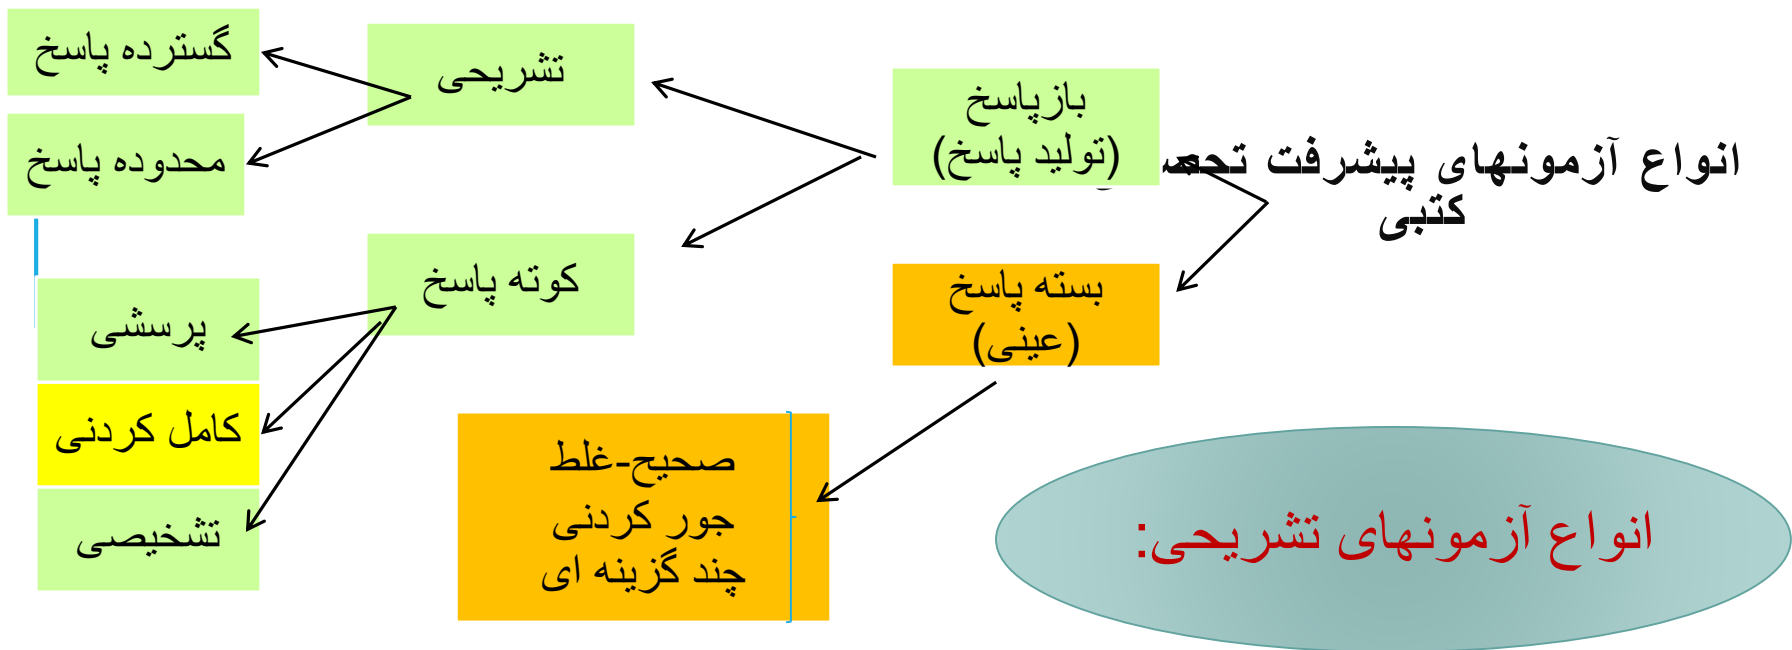 انواع آزمونهای پیشرفت
کتبی
بازپاسخ
(تولید پاسخ)
بسته پاسخ
(عینی)
تشریحی
کوته پاسخ
گسترده پاسخ
محدوده پاسخ
پرسشی
کامل کردنی
تشخیصی
صحیح-غلط
جور کردنی
چند گزینه ای
انواع آزمونهای تشریحی: